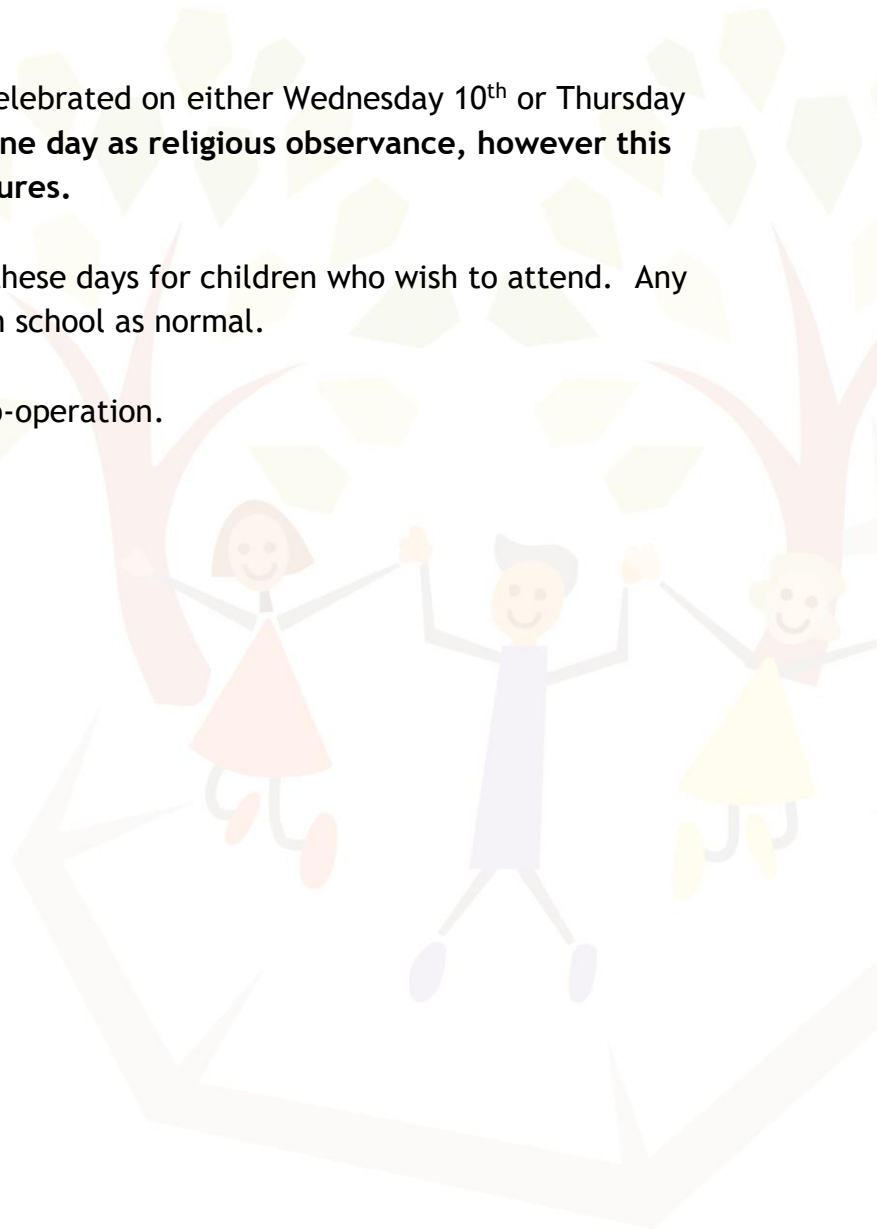 elebrated on either Wednesday 10th or Thursday
ne day as religious observance, however this
ures.
hese days for children who wish to attend. Any
school as normal.
-operation.